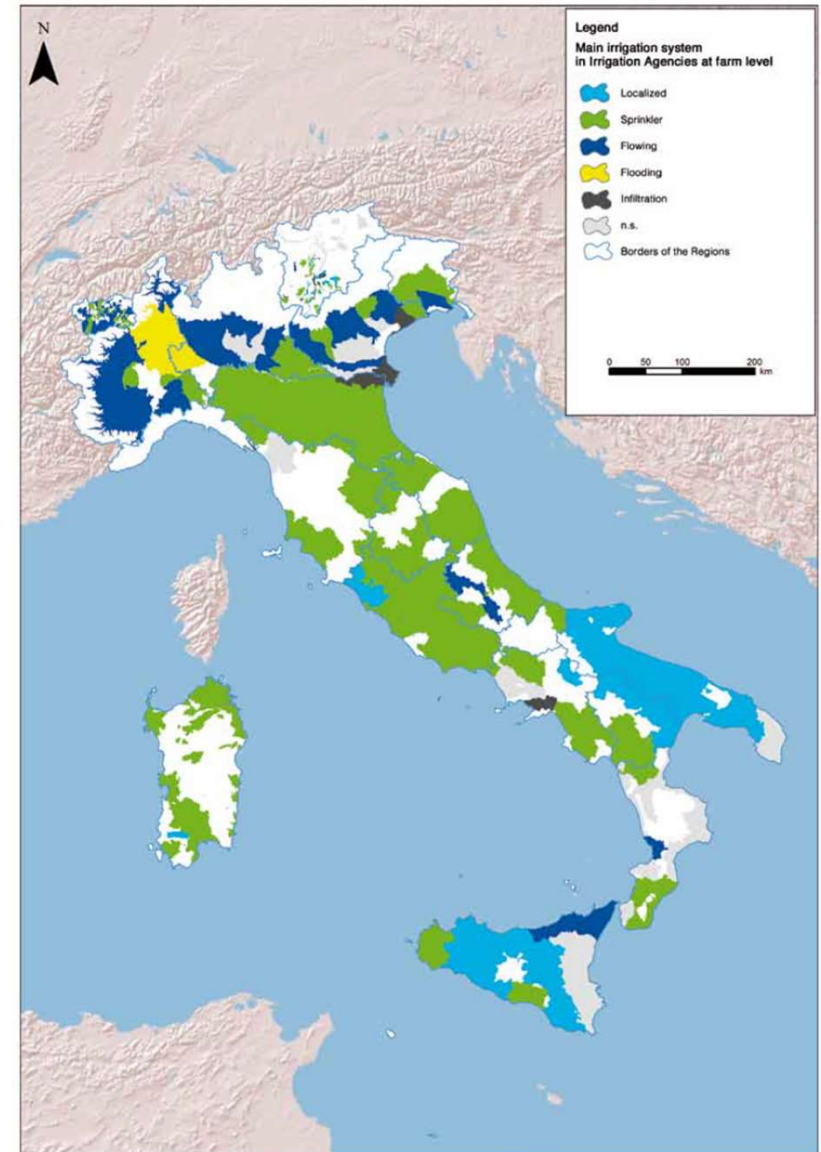 N
Legend
Main irrigation system
in Irrigation Agencies at farm level
Localized
Sprinkler
Flowing
Flooding
Infiltration
n.s.
Borders of the Regions
0 50 100 200
km